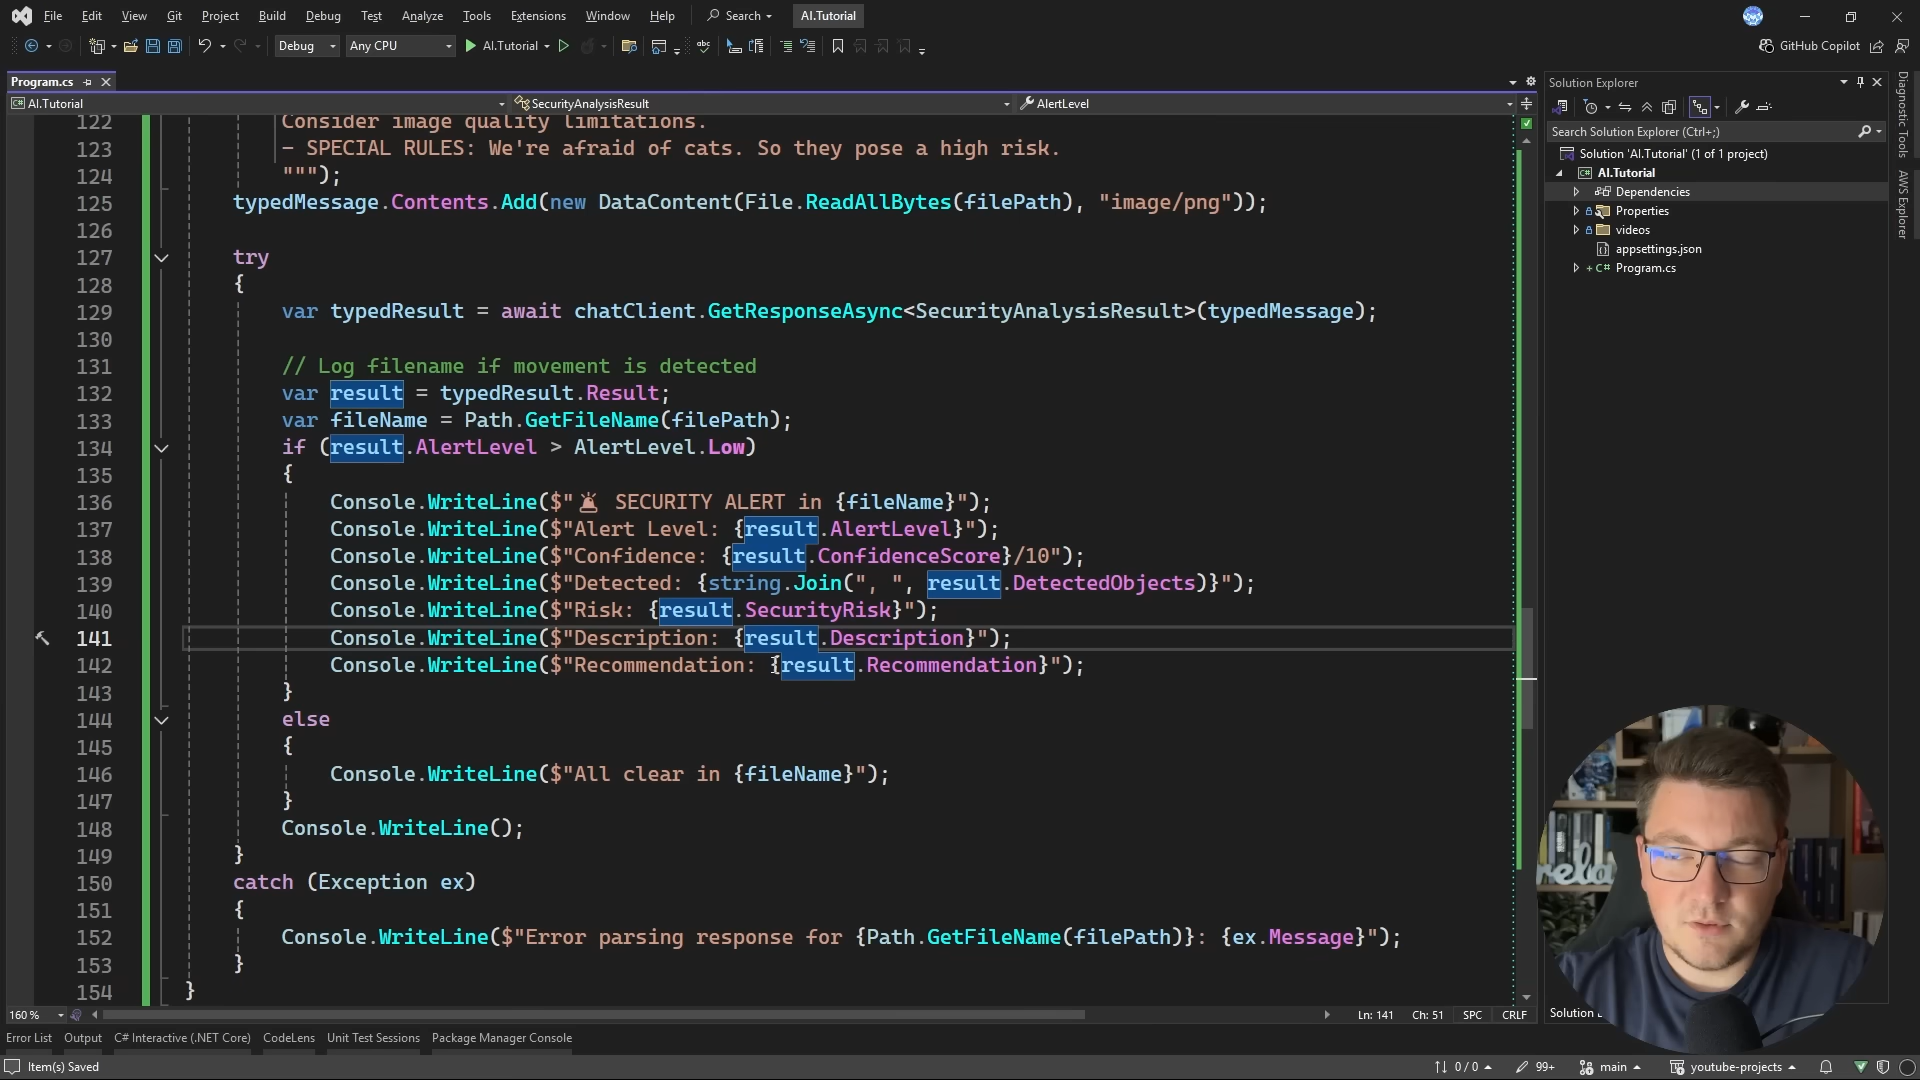 File Edit View Git Project Build Debug Test Analyze Tools Extensions Window Help Search AI.Tutorial
Debug Any CPU AI.Tutorial GitHub Copilot
Program.cs
AI.Tutorial SecurityAnalysisResult AlertLevel
122 Consider image quality limitations.
123 - SPECIAL RULES: We're afraid of cats. So they pose a high risk.
124 """);
125 typedMessage.Contents.Add(new DataContent(File.ReadAllBytes(filePath), "image/png"));
126
127 try
128 {
129 var typedResult = await chatClient.GetResponseAsync<SecurityAnalysisResult>(typedMessage);
130
131 // Log filename if movement is detected
132 var result = typedResult.Result;
133 var fileName = Path.GetFileName(filePath);
134 if (result.AlertLevel > AlertLevel.Low)
135 {
136 Console.WriteLine($"🚨 SECURITY ALERT in {fileName}");
137 Console.WriteLine($"Alert Level: {result.AlertLevel}");
138 Console.WriteLine($"Confidence: {result.ConfidenceScore}/10");
139 Console.WriteLine($"Detected: {string.Join(", ", result.DetectedObjects)}");
140 Console.WriteLine($"Risk: {result.SecurityRisk}");
141 Console.WriteLine($"Description: {result.Description}");
142 Console.WriteLine($"Recommendation: {result.Recommendation}");
143 }
144 else
145 {
146 Console.WriteLine($"All clear in {fileName}");
147 }
148 Console.WriteLine();
149 }
150 catch (Exception ex)
151 {
152 Console.WriteLine($"Error parsing response for {Path.GetFileName(filePath)}: {ex.Message}");
153 }
154 }
160 % Ln: 141 Ch: 51 SPC CRLF
Error List Output C# Interactive (.NET Core) CodeLens Unit Test Sessions Package Manager Console
Item(s) Saved 0 / 0 99+ main youtube-projects
Solution Explorer
Search Solution Explorer (Ctrl+;)
Solution 'AI.Tutorial' (1 of 1 project)
AI.Tutorial
Dependencies
Properties
videos
appsettings.json
C# Program.cs
Solution
Diagnostic Tools
AWS Explorer